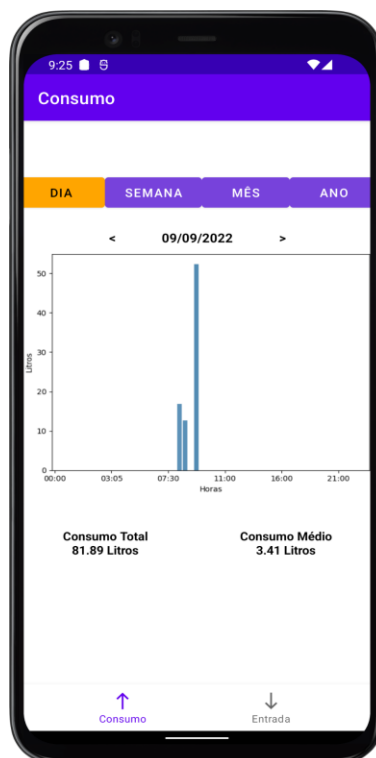 9:25
Consumo
DIA SEMANA MÊS ANO
< 09/09/2022 >
50
40
30
20
10
0
Litros
00:00 03:05 07:30 11:00 16:00 21:00
Horas
Consumo Total Consumo Médio
81.89 Litros 3.41 Litros
Consumo Entrada